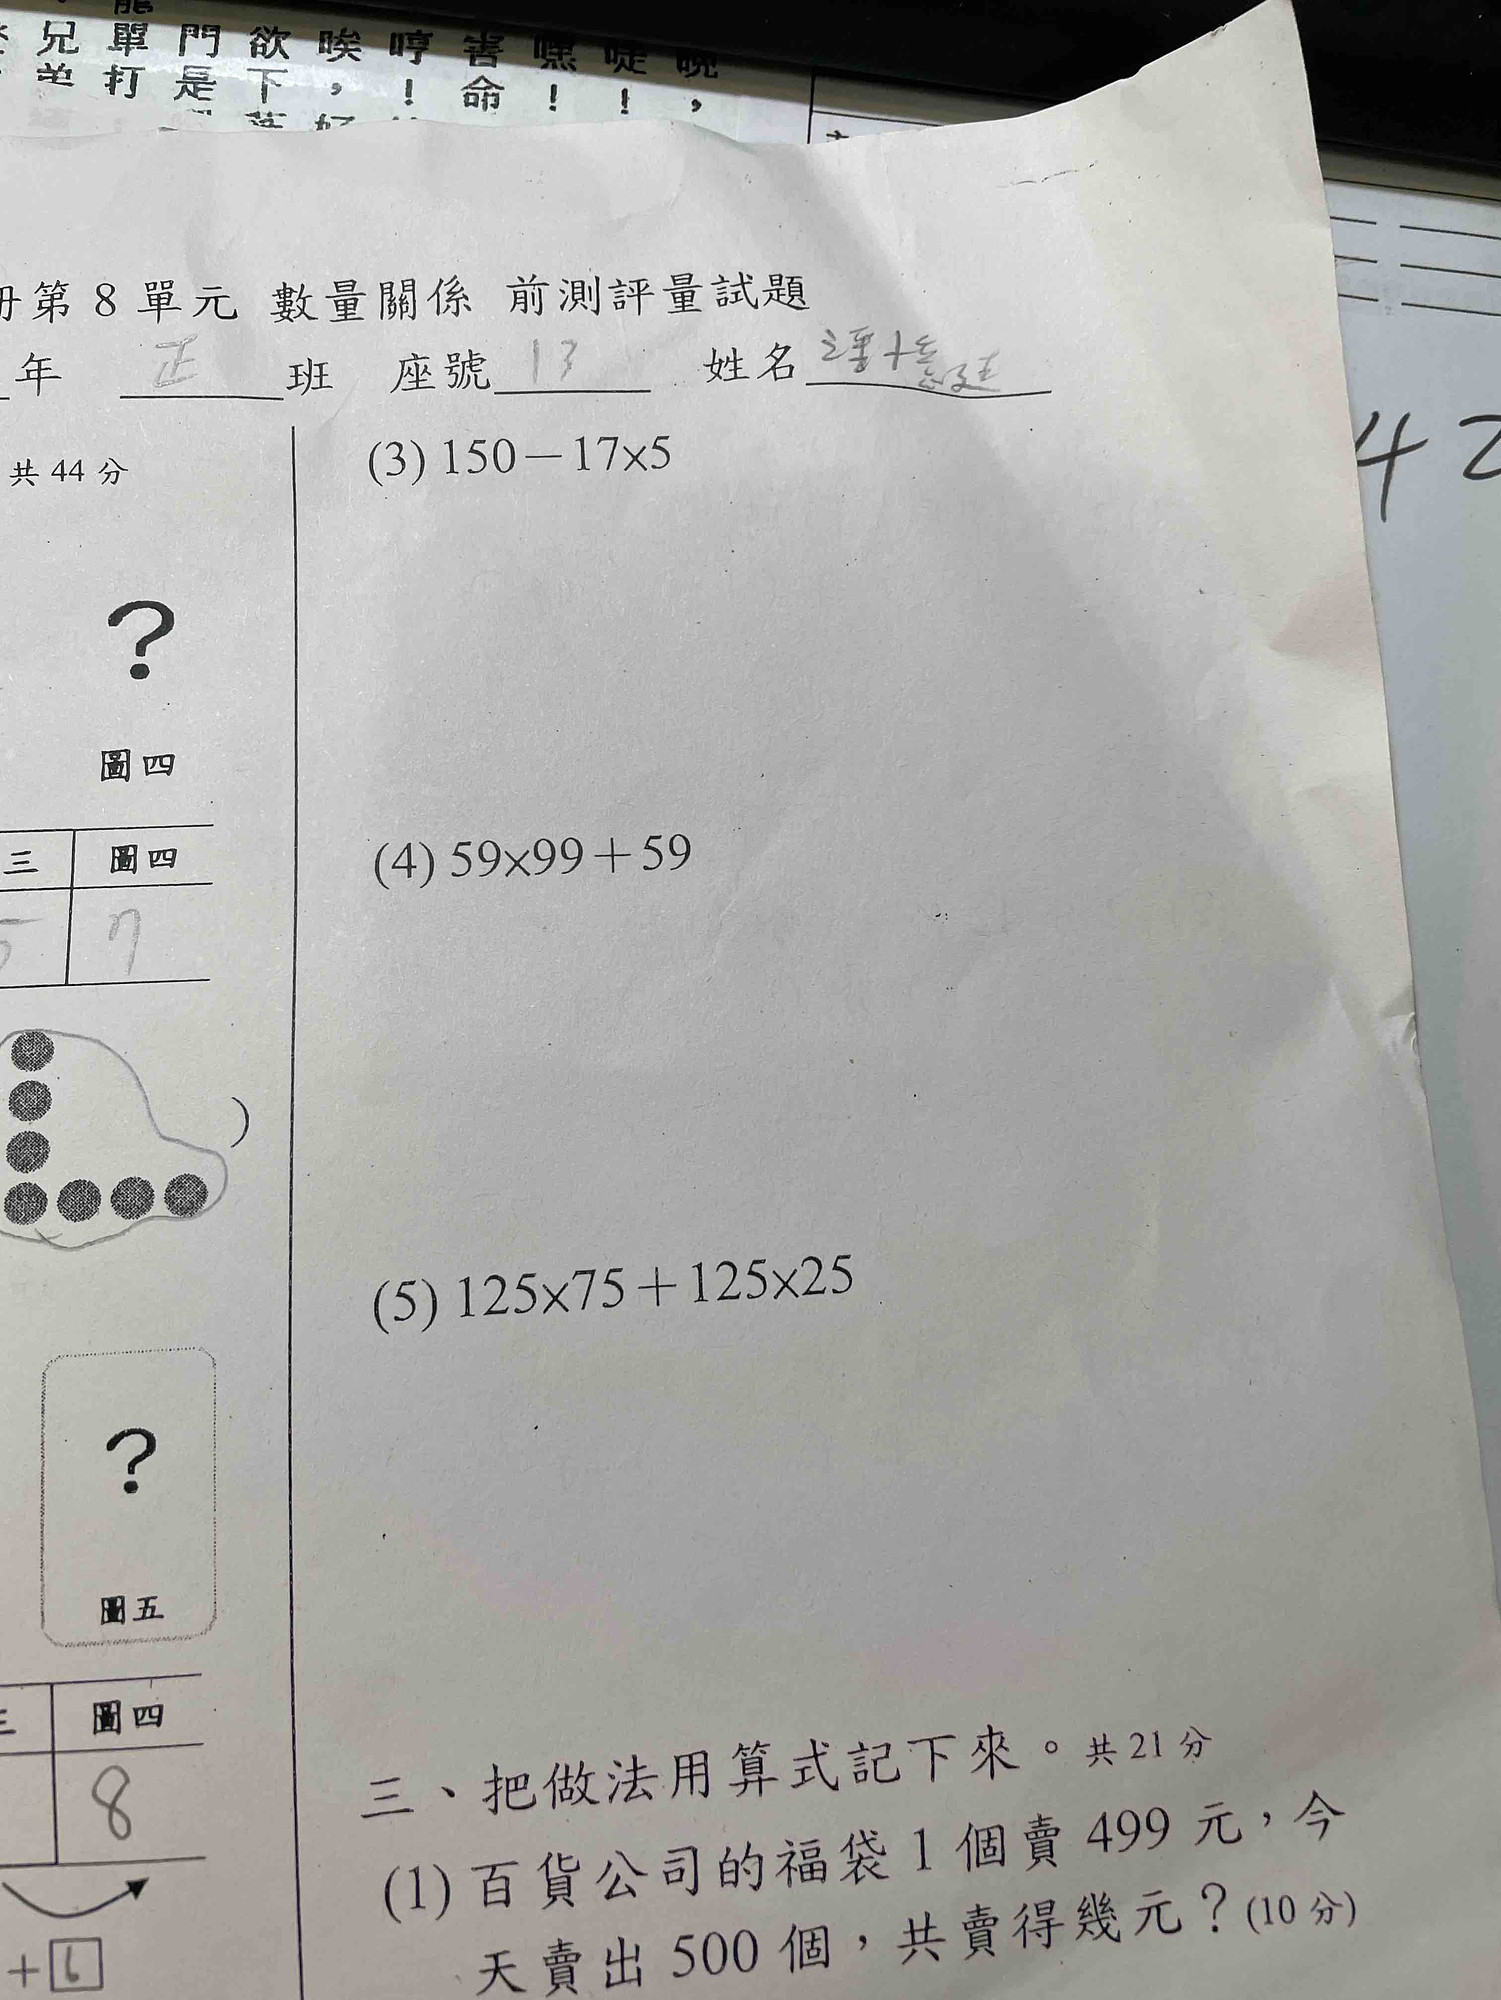 兄單門欲唉哼害嘿啶晚
打是下，！命！！，
冊第 8 單元 數量關係 前測評量試題
年 班 座號 13 姓名
共 44 分
(3) 150－17×5
?
圖四
(4) 59×99＋59
三 圖四
5 7
)
(5) 125×75＋125×25
?
圖五
三 圖四
8
+ 6
三、把做法用算式記下來。共 21 分
(1) 百貨公司的福袋 1 個賣 499 元，今
天賣出 500 個，共賣得幾元？(10 分)
42